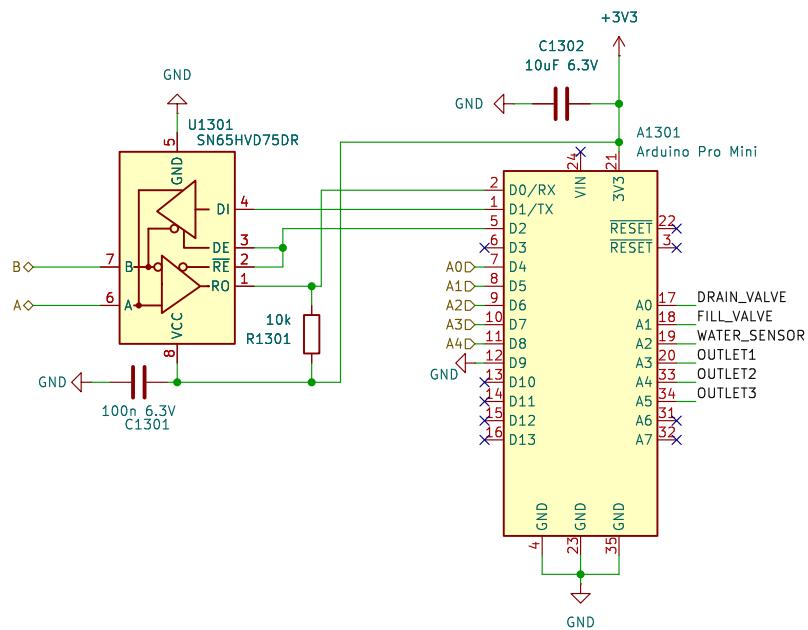 +3V3
C1302
10uF 6.3V
GND
GND
U1301
SN65HVD75DR
A1301
Arduino Pro Mini
5
GND
24
21
VIN
3V3
2
D0/RX
DI
4
1
D1/TX
5
D2
RESET
22
DE
3
6
D3
RESET
3
B
7
B
RE
2
A0
7
D4
RO
1
A1
8
D5
A
6
A
A2
9
D6
A0
17
DRAIN_VALVE
VCC
10k
A3
10
D7
A1
18
FILL_VALVE
R1301
A4
11
D8
A2
19
WATER_SENSOR
8
12
D9
A3
20
OUTLET1
GND
GND
13
D10
A4
33
OUTLET2
14
D11
A5
34
OUTLET3
100n 6.3V
C1301
15
D12
A6
31
16
D13
A7
32
GND
GND
GND
4
23
35
GND